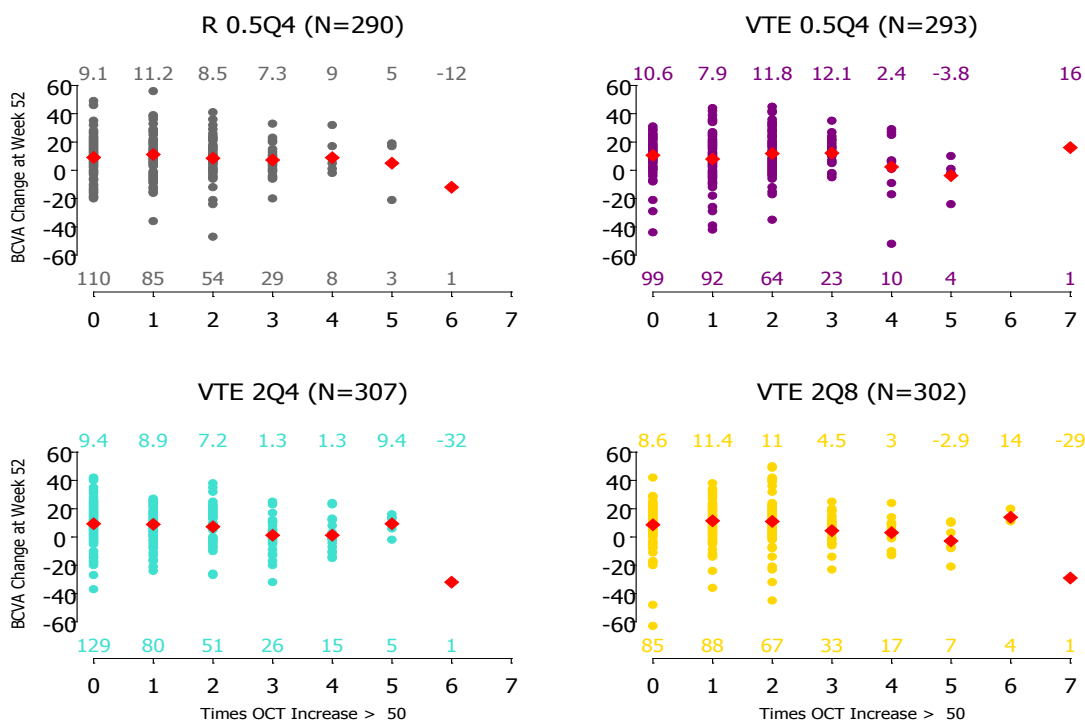 R 0.5Q4 (N=290)
VTE 0.5Q4 (N=293)
9.1 11.2 8.5 7.3 9 5 -12
10.6 7.9 11.8 12.1 2.4 -3.8 16
BCVA Change at Week 52
60
40
20
0
-20
-40
-60
60
40
20
0
-20
-40
-60
110 85 54 29 8 3 1
99 92 64 23 10 4 1
0 1 2 3 4 5 6 7
0 1 2 3 4 5 6 7
VTE 2Q4 (N=307)
VTE 2Q8 (N=302)
9.4 8.9 7.2 1.3 1.3 9.4 -32
8.6 11.4 11 4.5 3 -2.9 14 -29
BCVA Change at Week 52
60
40
20
0
-20
-40
-60
60
40
20
0
-20
-40
-60
129 80 51 26 15 5 1
85 88 67 33 17 7 4 1
0 1 2 3 4 5 6 7
0 1 2 3 4 5 6 7
Times OCT Increase > 50
Times OCT Increase > 50